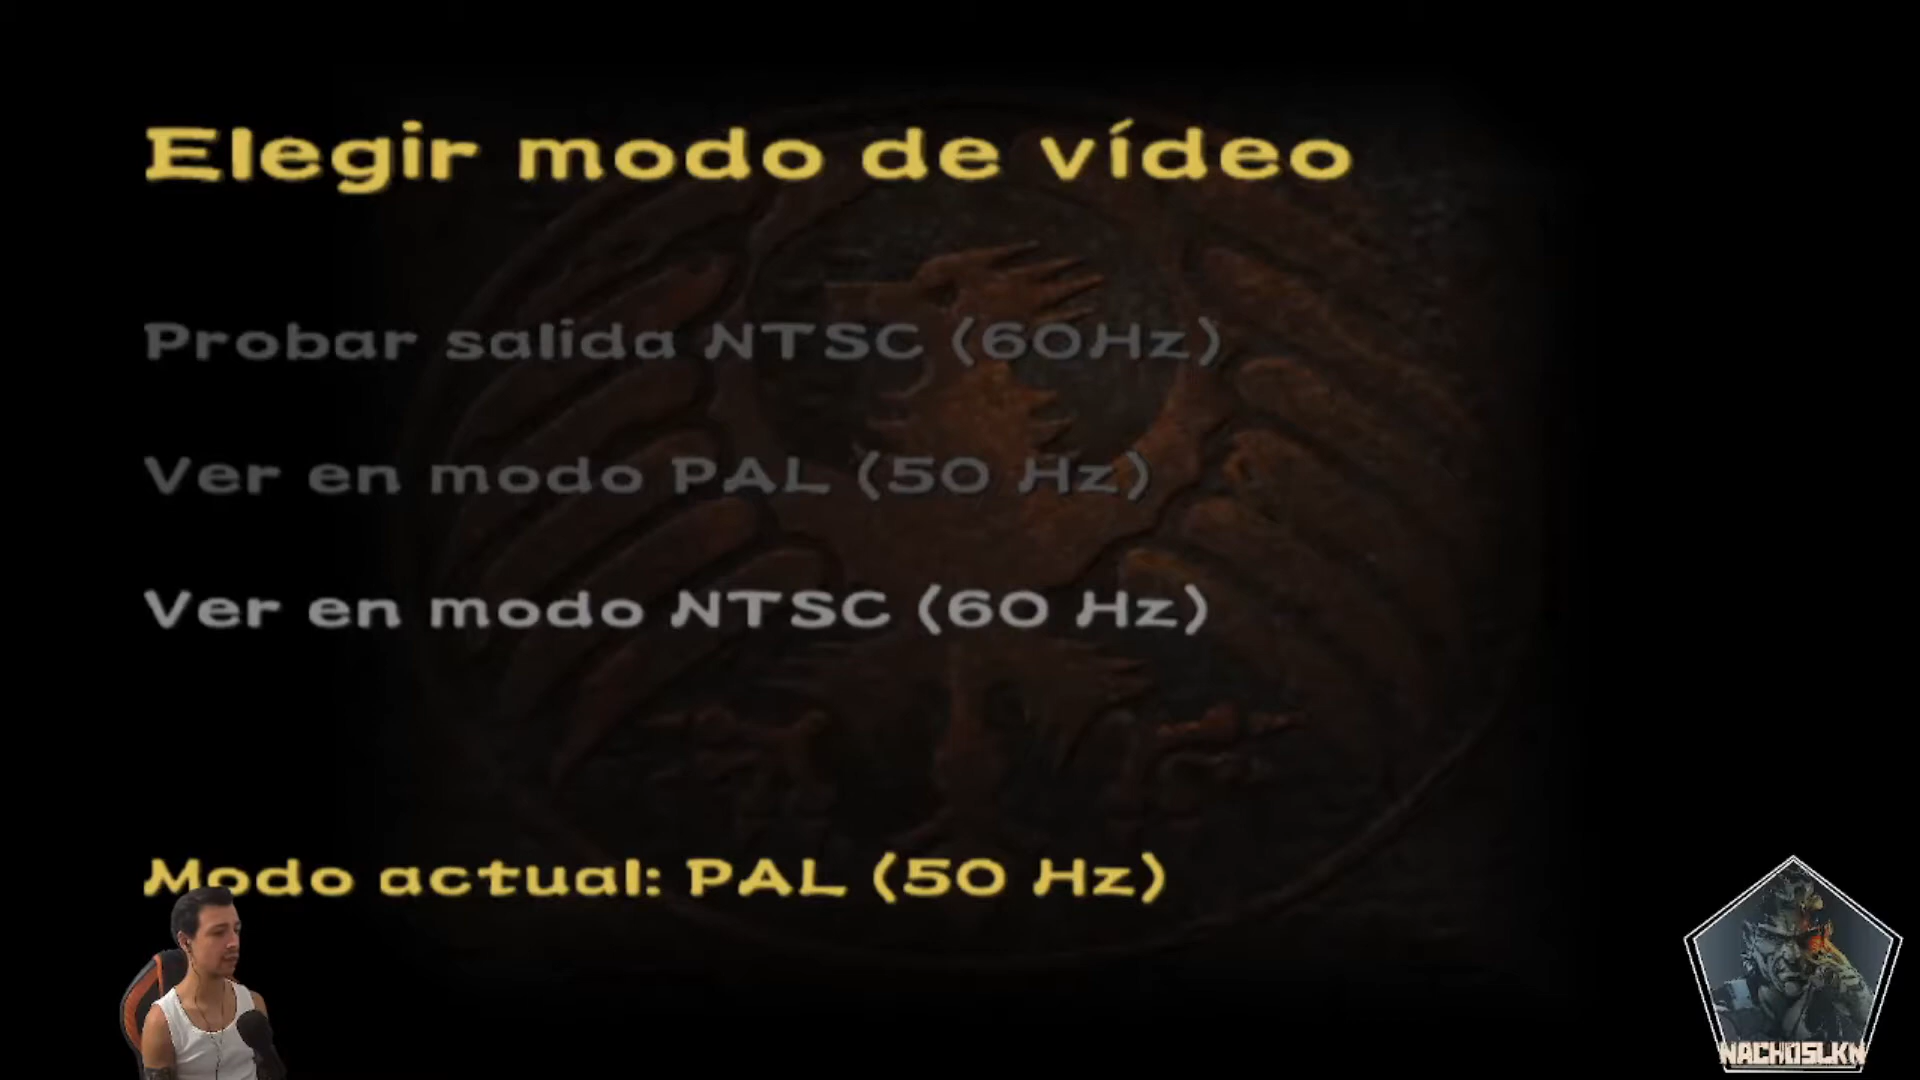 Elegir modo de vídeo
Probar salida NTSC (60Hz)
Ver en modo PAL (50 Hz)
Ver en modo NTSC (60 Hz)
Modo actual: PAL (50 Hz)
NACHOSLKN